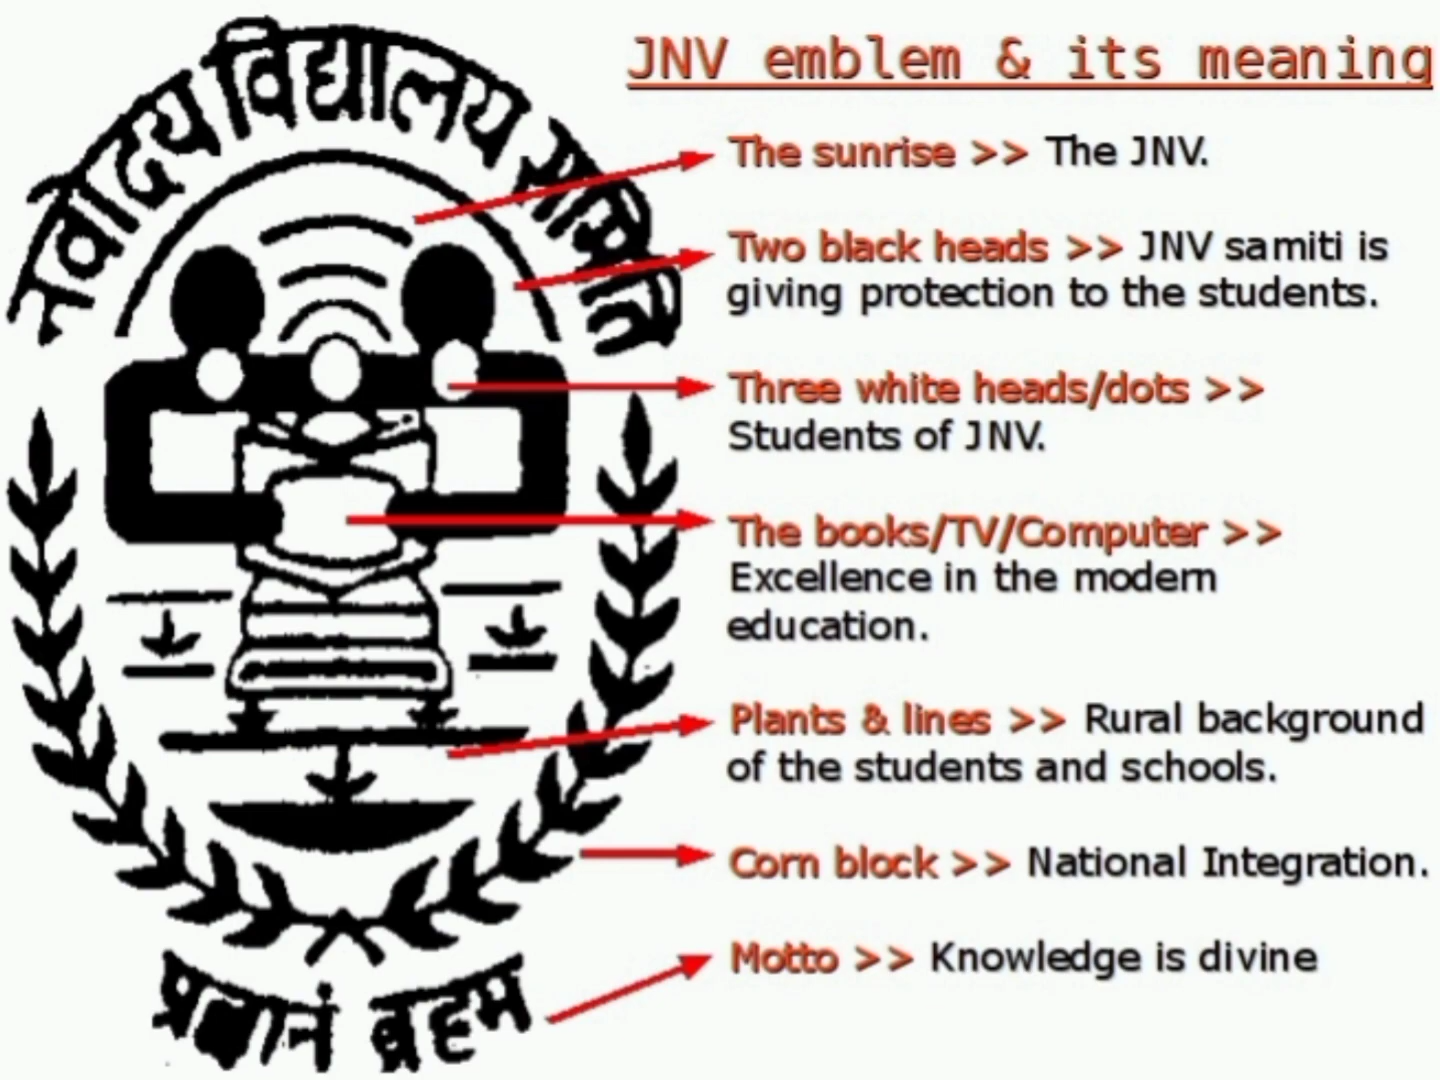 नवोदय विद्यालय समिति
JNV emblem & its meaning
The sunrise >> The JNV.
Two black heads >> JNV samiti is
giving protection to the students.
Three white heads/dots >>
Students of JNV.
The books/TV/Computer >>
Excellence in the modern
education.
Plants & lines >> Rural background
of the students and schools.
Corn block >> National Integration.
Motto >> Knowledge is divine
प्रज्ञानं ब्रहम